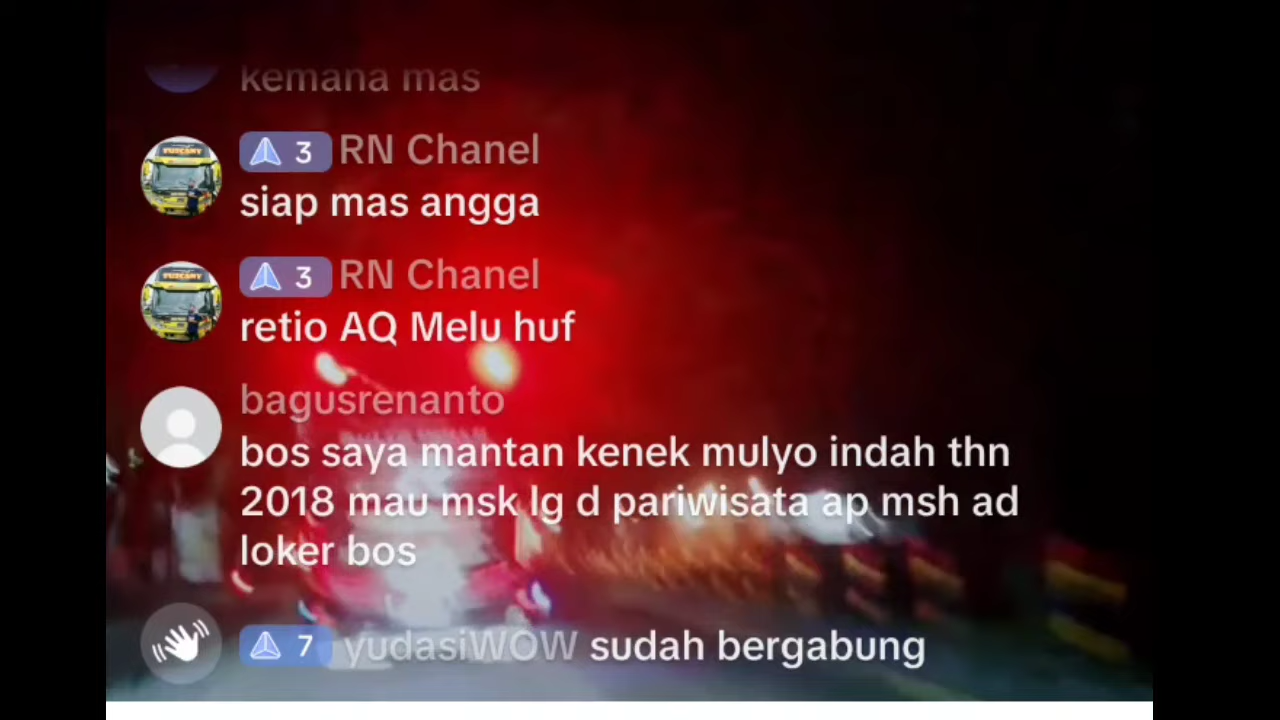 kemana mas
3 RN Chanel
siap mas angga
3 RN Chanel
retio AQ Melu huf
bagusrenanto
bos saya mantan kenek mulyo indah thn
2018 mau msk lg d pariwisata ap msh ad
loker bos
7 yudasiWOW sudah bergabung